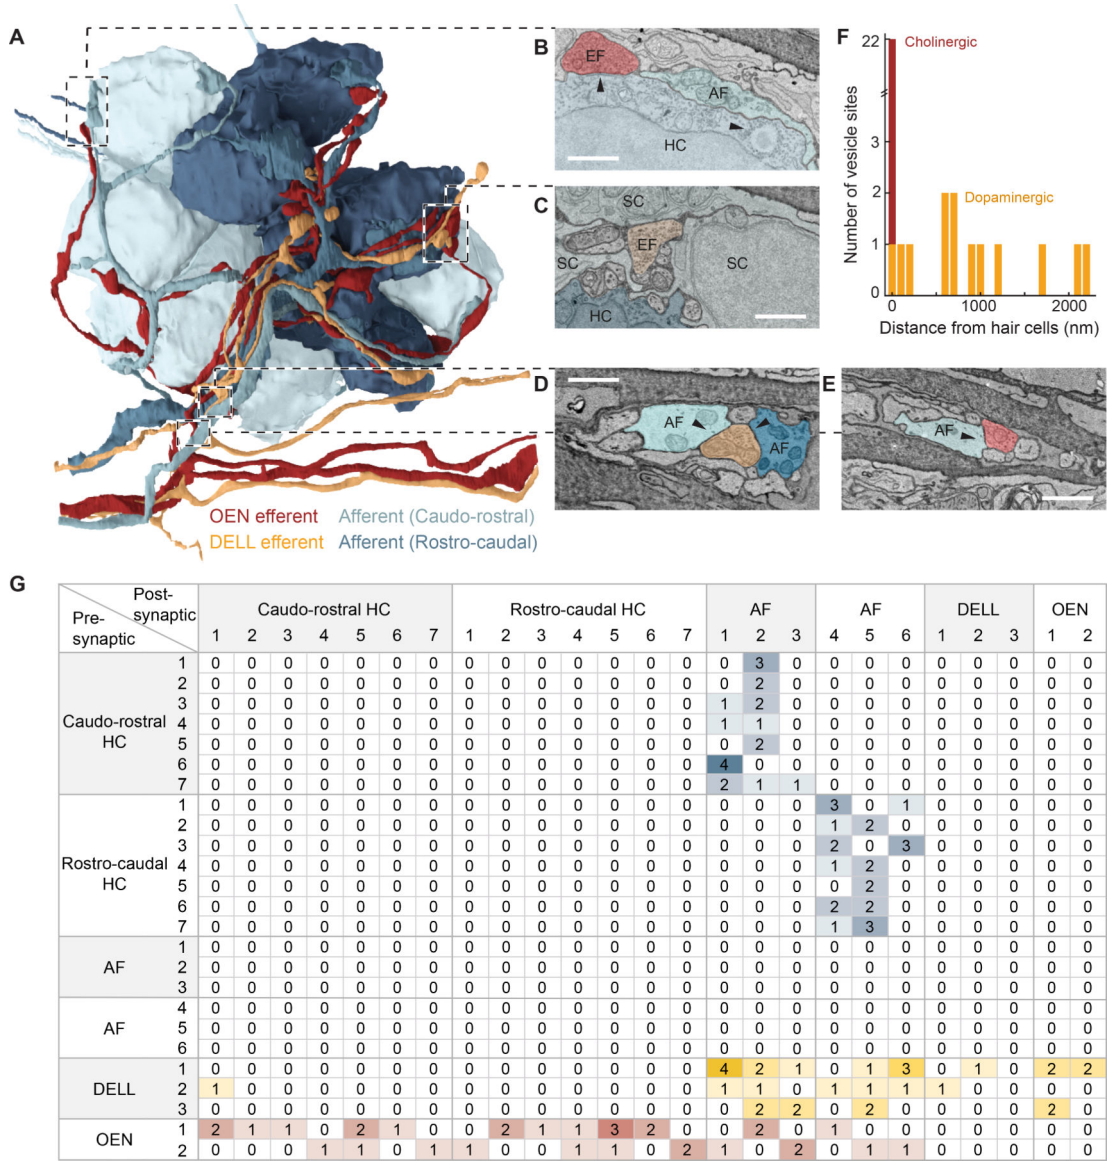 A
B
EF
AF
HC
C
SC
EF
SC
SC
HC
D
AF
AF
E
AF
F
Number of vesicle sites
22
3
2
1
0
Cholinergic
Dopaminergic
0 1000 2000
Distance from hair cells (nm)
OEN efferent Afferent (Caudo-rostral)
DELL efferent Afferent (Rostro-caudal)
G
Post-synaptic
Pre-synaptic
Caudo-rostral HC Rostro-caudal HC AF AF DELL OEN
1 2 3 4 5 6 7 1 2 3 4 5 6 7 1 2 3 4 5 6 1 2 3 1 2
Caudo-rostral HC
1 0 0 0 0 0 0 0 0 0 0 0 0 0 0 0 3 0 0 0 0 0 0 0 0 0
2 0 0 0 0 0 0 0 0 0 0 0 0 0 0 0 2 0 0 0 0 0 0 0 0 0
3 0 0 0 0 0 0 0 0 0 0 0 0 0 0 1 2 0 0 0 0 0 0 0 0 0
4 0 0 0 0 0 0 0 0 0 0 0 0 0 0 1 1 0 0 0 0 0 0 0 0 0
5 0 0 0 0 0 0 0 0 0 0 0 0 0 0 0 2 0 0 0 0 0 0 0 0 0
6 0 0 0 0 0 0 0 0 0 0 0 0 0 0 4 0 0 0 0 0 0 0 0 0 0
7 0 0 0 0 0 0 0 0 0 0 0 0 0 0 2 1 1 0 0 0 0 0 0 0 0
Rostro-caudal HC
1 0 0 0 0 0 0 0 0 0 0 0 0 0 0 0 0 0 3 0 1 0 0 0 0 0
2 0 0 0 0 0 0 0 0 0 0 0 0 0 0 0 0 0 1 2 0 0 0 0 0 0
3 0 0 0 0 0 0 0 0 0 0 0 0 0 0 0 0 0 2 0 3 0 0 0 0 0
4 0 0 0 0 0 0 0 0 0 0 0 0 0 0 0 0 0 1 2 0 0 0 0 0 0
5 0 0 0 0 0 0 0 0 0 0 0 0 0 0 0 0 0 0 2 0 0 0 0 0 0
6 0 0 0 0 0 0 0 0 0 0 0 0 0 0 0 0 0 2 2 0 0 0 0 0 0
7 0 0 0 0 0 0 0 0 0 0 0 0 0 0 0 0 0 1 3 0 0 0 0 0 0
AF
1 0 0 0 0 0 0 0 0 0 0 0 0 0 0 0 0 0 0 0 0 0 0 0 0 0
2 0 0 0 0 0 0 0 0 0 0 0 0 0 0 0 0 0 0 0 0 0 0 0 0 0
3 0 0 0 0 0 0 0 0 0 0 0 0 0 0 0 0 0 0 0 0 0 0 0 0 0
AF
4 0 0 0 0 0 0 0 0 0 0 0 0 0 0 0 0 0 0 0 0 0 0 0 0 0
5 0 0 0 0 0 0 0 0 0 0 0 0 0 0 0 0 0 0 0 0 0 0 0 0 0
6 0 0 0 0 0 0 0 0 0 0 0 0 0 0 0 0 0 0 0 0 0 0 0 0 0
DELL
1 0 0 0 0 0 0 0 0 0 0 0 0 0 0 4 2 1 0 1 3 0 1 0 2 2
2 1 0 0 0 0 0 0 0 0 0 0 0 0 0 1 1 0 1 1 1 1 0 0 0 0
3 0 0 0 0 0 0 0 0 0 0 0 0 0 0 0 2 2 0 2 0 0 0 0 2 0
OEN
1 2 1 1 0 2 1 0 0 2 1 1 3 2 0 0 2 0 1 0 0 0 0 0 0 0
2 0 0 0 1 1 0 1 1 0 0 1 1 0 2 1 0 2 0 1 1 0 0 0 0 0